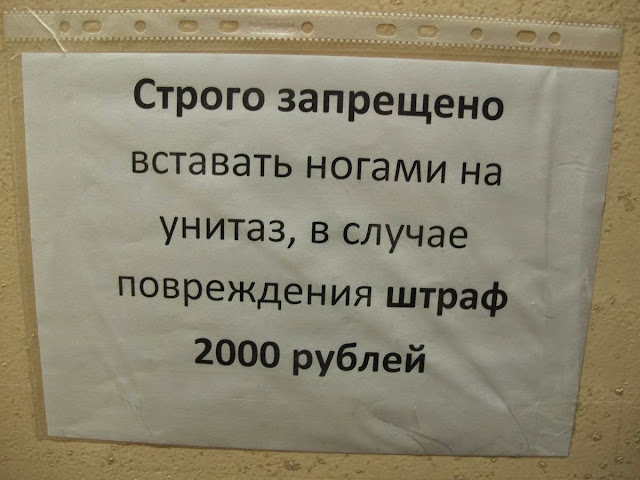 Строго запрещено
вставать ногами на
унитаз, в случае
повреждения штраф
2000 рублей